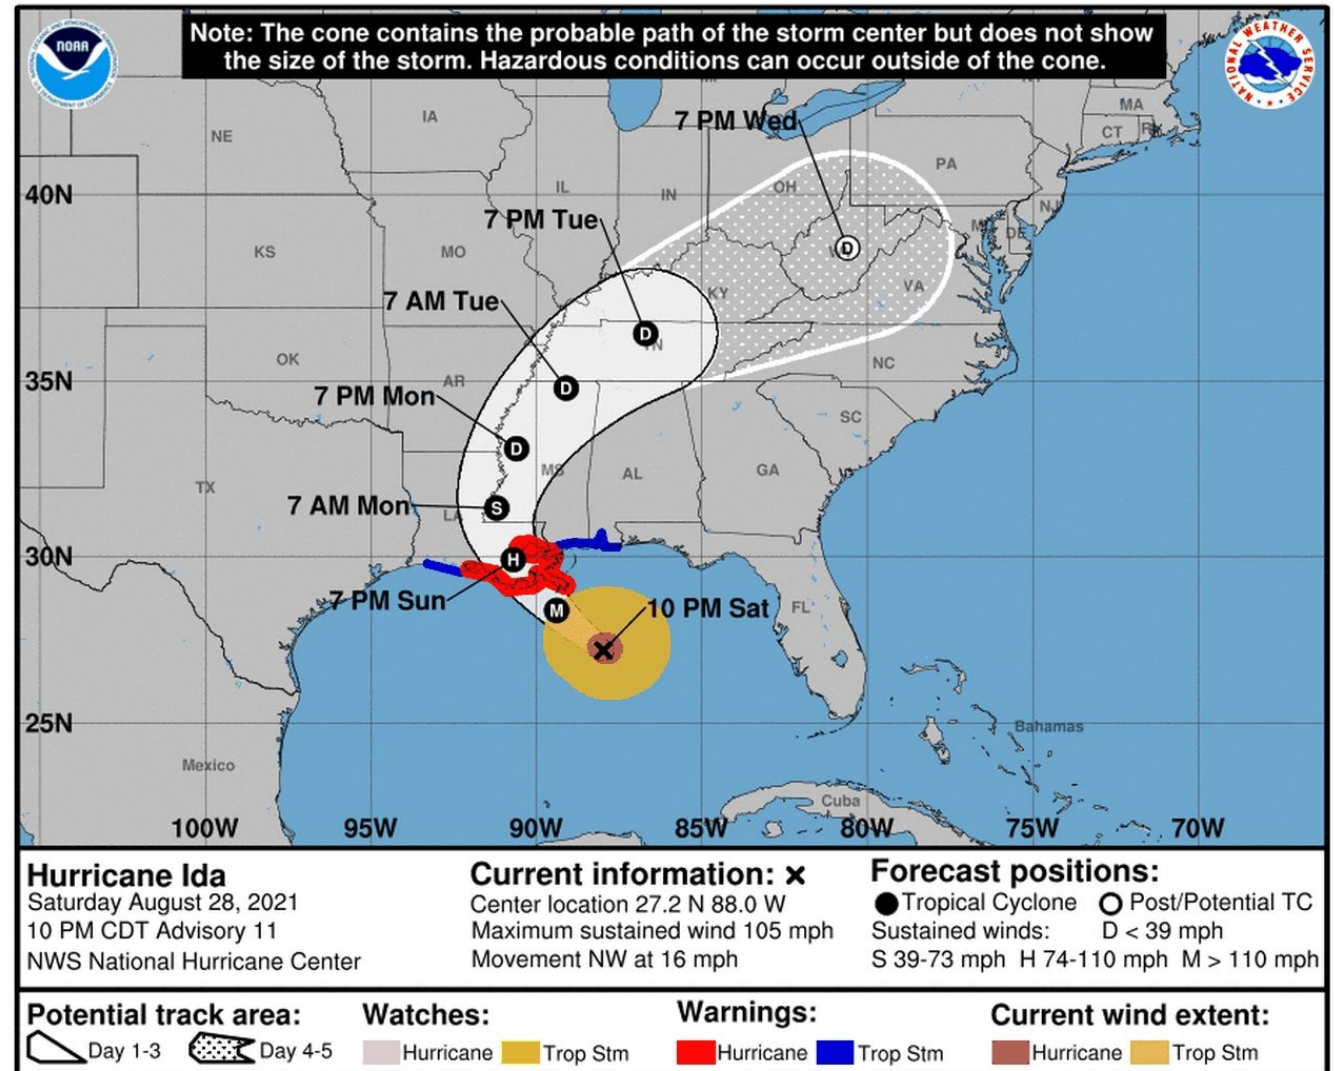 Note: The cone contains the probable path of the storm center but does not show
the size of the storm. Hazardous conditions can occur outside of the cone.
NOAA
NATIONAL WEATHER SERVICE
7 PM Wed
MA
CT
NE
IA
PA
40N
IL
IN
OH
NJ
7 PM Tue
DE
KS
MO
D
7 AM Tue
KY
VA
D
TN
OK
NC
35N
AR
D
7 PM Mon
SC
D
MS
AL
GA
TX
7 AM Mon
S
LA
30N
H
7 PM Sun
M
10 PM Sat
FL
25N
Bahamas
Mexico
Cuba
100W 95W 90W 85W 80W 75W 70W
Hurricane Ida
Saturday August 28, 2021
10 PM CDT Advisory 11
NWS National Hurricane Center
Current information: x
Center location 27.2 N 88.0 W
Maximum sustained wind 105 mph
Movement NW at 16 mph
Forecast positions:
Tropical Cyclone Post/Potential TC
Sustained winds: D < 39 mph
S 39-73 mph H 74-110 mph M > 110 mph
Potential track area:
Day 1-3 Day 4-5
Watches:
Hurricane Trop Stm
Warnings:
Hurricane Trop Stm
Current wind extent:
Hurricane Trop Stm